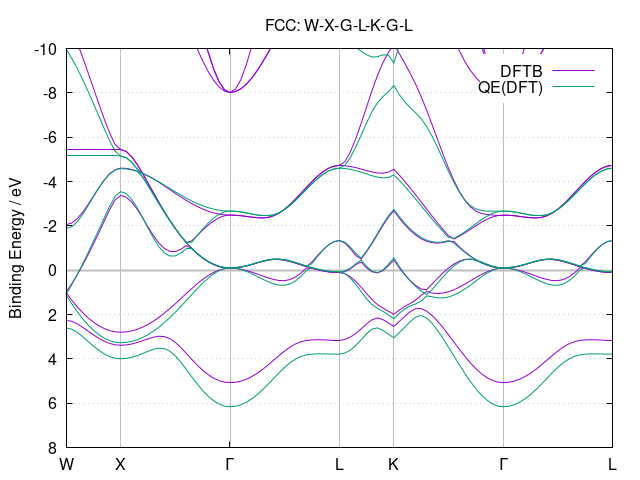 FCC: W-X-G-L-K-G-L
DFTB
QE(DFT)
Binding Energy / eV
-10
-8
-6
-4
-2
0
2
4
6
8
W X Γ L K Γ L